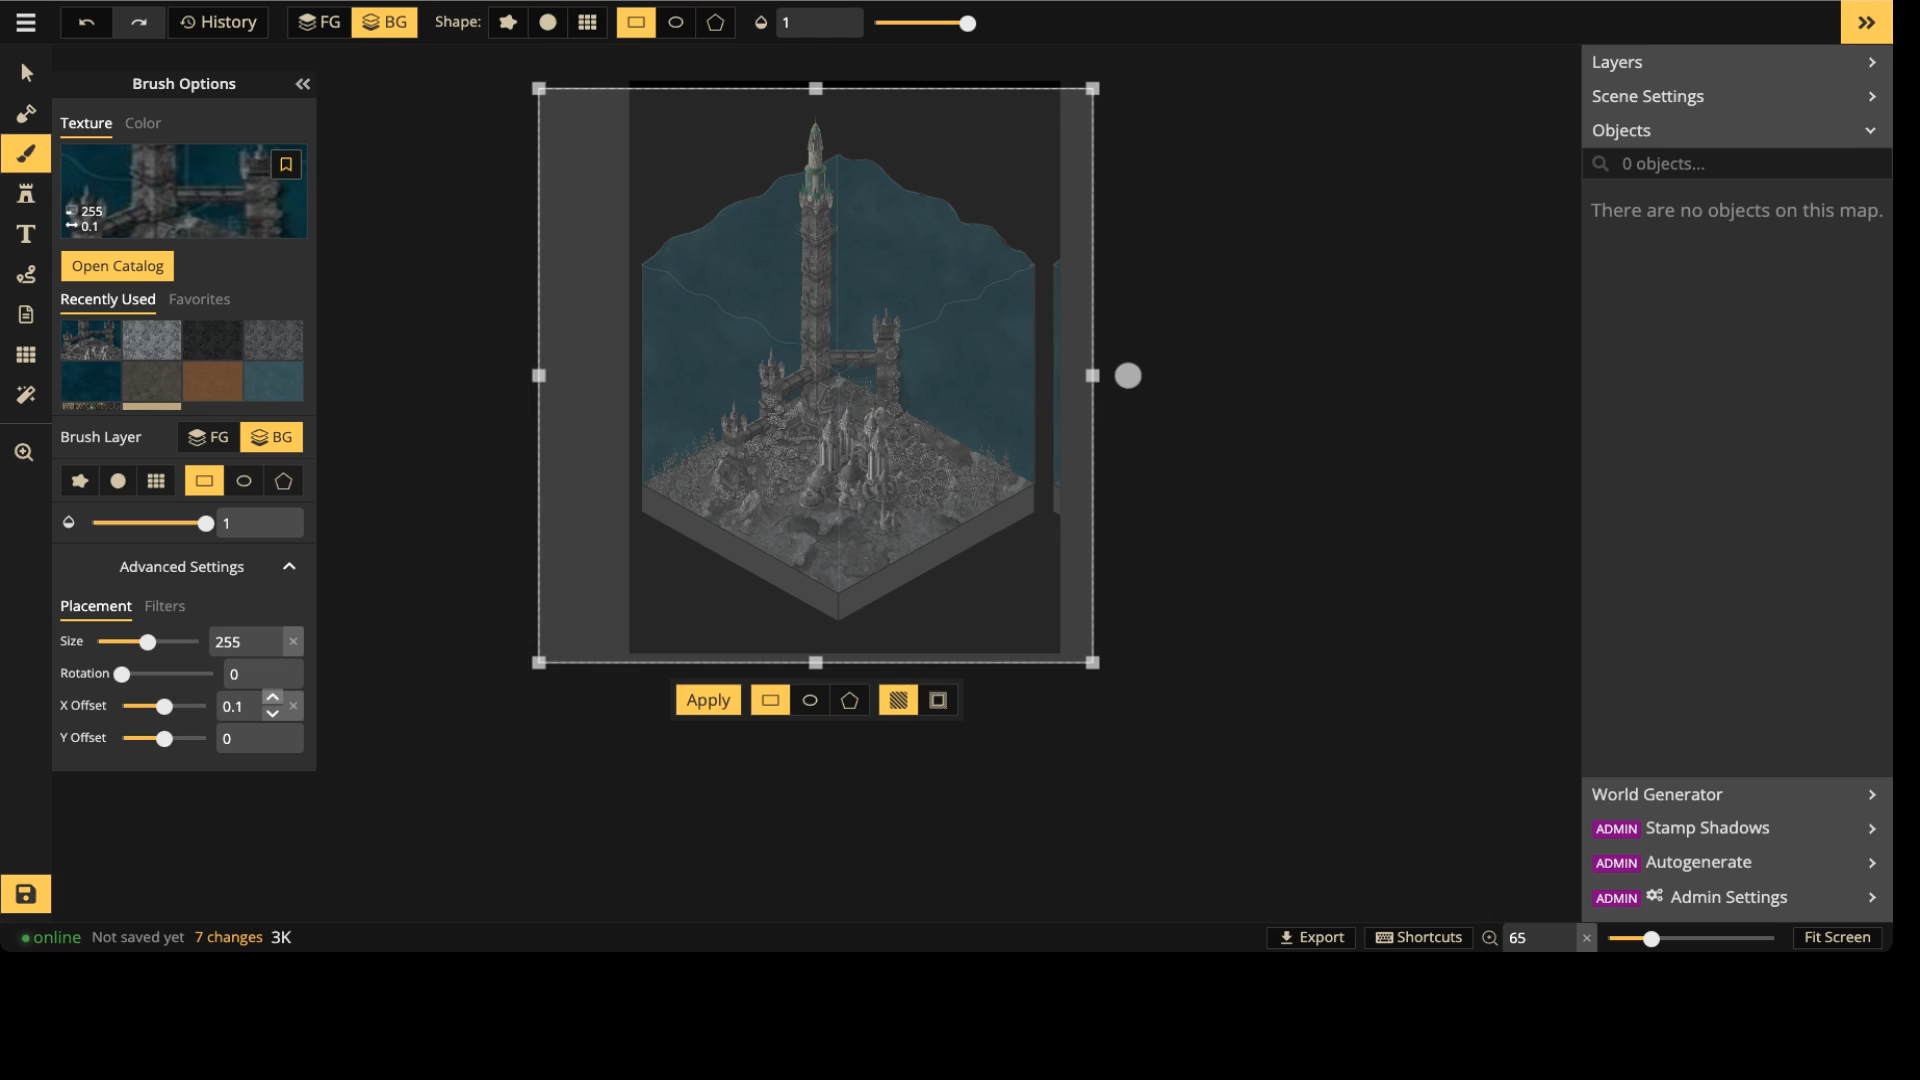 History
FG
BG
Shape:
1
Brush Options
Texture
Color
255
0.1
Open Catalog
Recently Used
Favorites
Brush Layer
FG
BG
1
Advanced Settings
Placement
Filters
Size
255
Rotation
0
X Offset
0.1
Y Offset
0
Apply
Layers
Scene Settings
Objects
0 objects...
There are no objects on this map.
World Generator
ADMIN Stamp Shadows
ADMIN Autogenerate
ADMIN Admin Settings
online
Not saved yet
7 changes
3K
Export
Shortcuts
65
Fit Screen